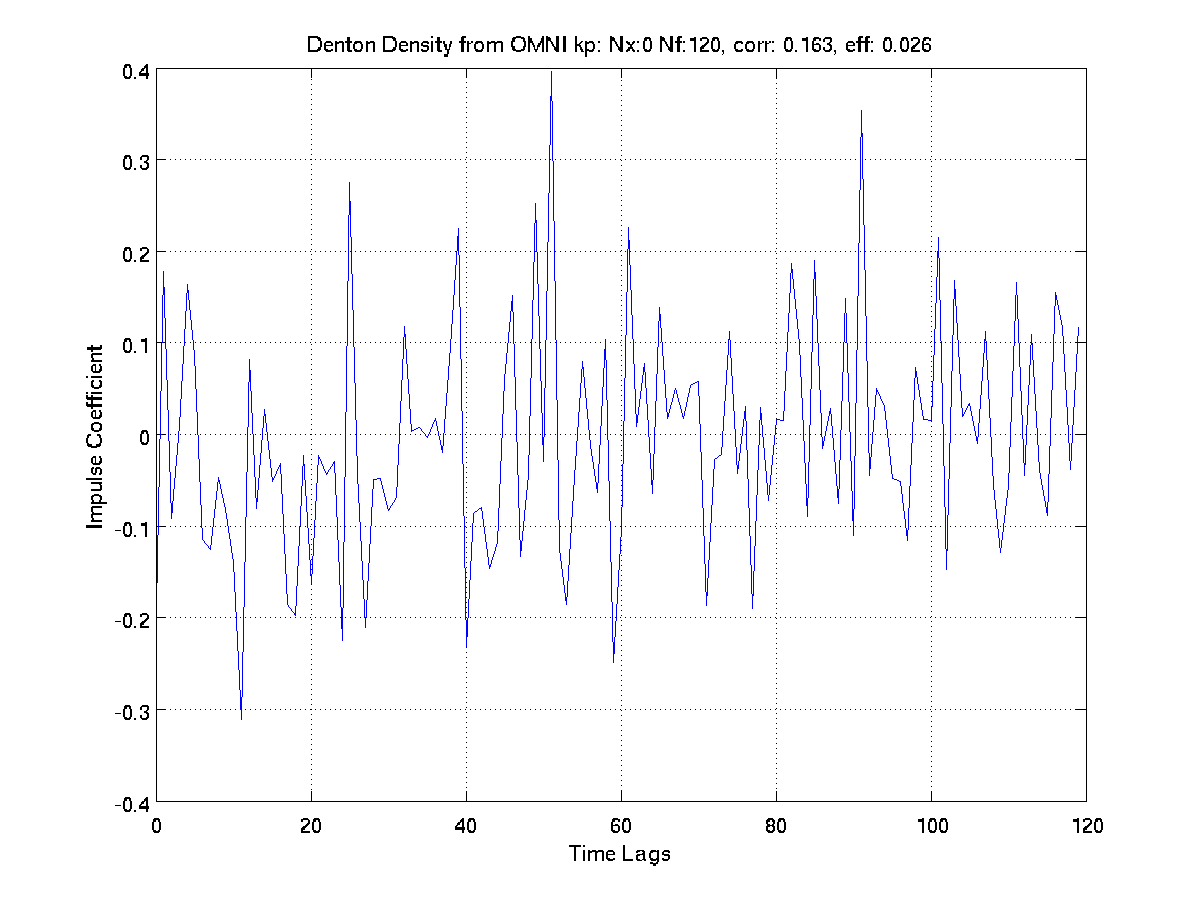 Denton Density from OMNI kp: Nx:0 Nf:120, corr: 0.163, eff: 0.026
0.4
0.3
0.2
0.1
0
-0.1
-0.2
-0.3
-0.4
Impulse Coefficient
0 20 40 60 80 100 120
Time Lags